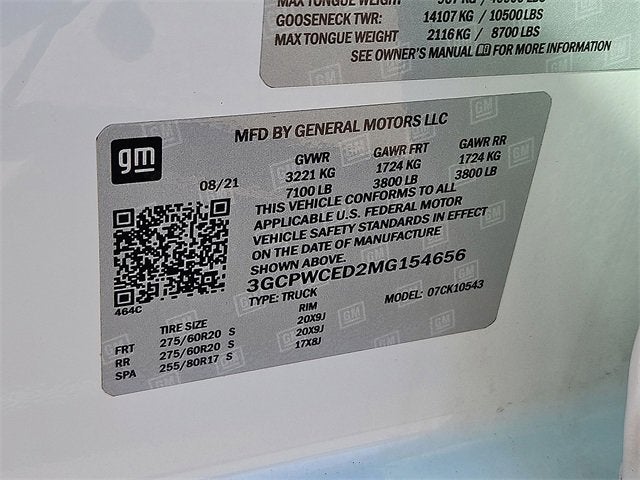 MAX TONGUE WEIGHT
GOOSENECK TWR: 14107 KG / 10500 LBS
MAX TONGUE WEIGHT 2116 KG / 8700 LBS
SEE OWNER'S MANUAL FOR MORE INFORMATION
gm
MFD BY GENERAL MOTORS LLC
08/21
GVWR GAWR FRT GAWR RR
3221 KG 1724 KG 1724 KG
7100 LB 3800 LB 3800 LB
THIS VEHICLE CONFORMS TO ALL
APPLICABLE U.S. FEDERAL MOTOR
VEHICLE SAFETY STANDARDS IN EFFECT
ON THE DATE OF MANUFACTURE
SHOWN ABOVE.
3GCPWCED2MG154656
464C
TYPE: TRUCK MODEL: 07CK10543
TIRE SIZE RIM
FRT 275/60R20 S 20X9J
RR 275/60R20 S 20X9J
SPA 255/80R17 S 17X8J